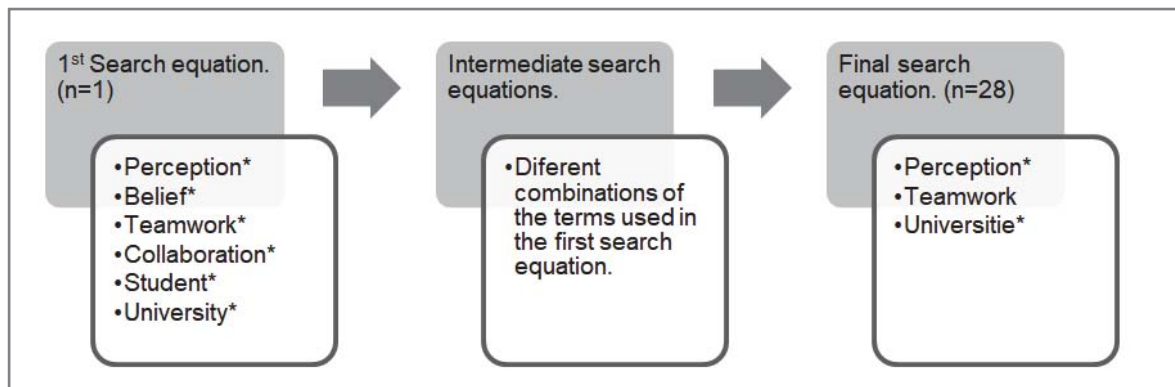 1st Search equation.
(n=1)
•Perception*
•Belief*
•Teamwork*
•Collaboration*
•Student*
•University*
Intermediate search
equations.
•Diferent
combinations of
the terms used in
the first search
equation.
Final search
equation. (n=28)
•Perception*
•Teamwork
•Universitie*